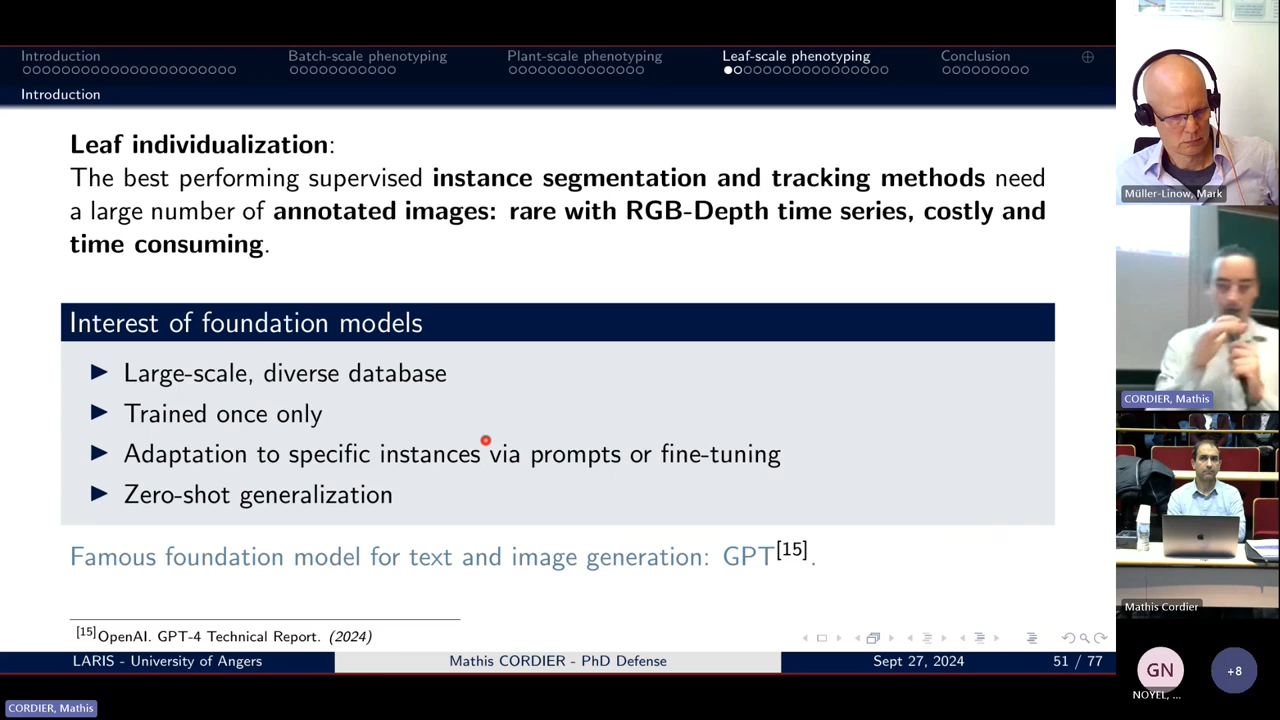 Introduction
Batch-scale phenotyping
Plant-scale phenotyping
Leaf-scale phenotyping
Conclusion
Introduction
Leaf individualization:
The best performing supervised instance segmentation and tracking methods need
a large number of annotated images: rare with RGB-Depth time series, costly and
time consuming.
Interest of foundation models
Large-scale, diverse database
Trained once only
Adaptation to specific instances via prompts or fine-tuning
Zero-shot generalization
Famous foundation model for text and image generation: GPT[15].
[15]OpenAI. GPT-4 Technical Report. (2024)
LARIS - University of Angers
Mathis CORDIER - PhD Defense
Sept 27, 2024
51 / 77
CORDIER, Mathis
Müller-Linow, Mark
CORDIER, Mathis
Mathis Cordier
GN
NOYEL, ...
+8